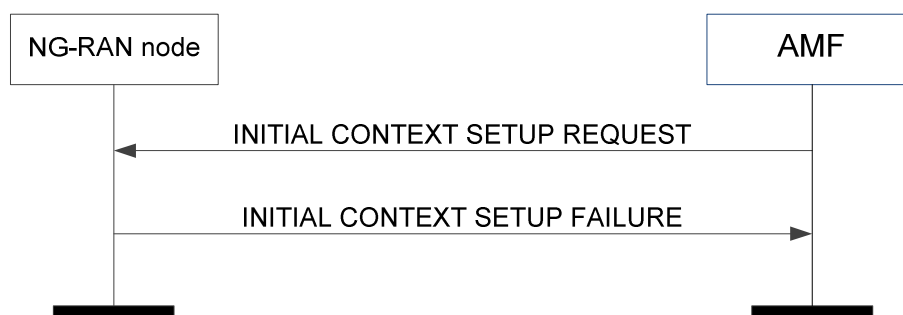 NG-RAN node
AMF
INITIAL CONTEXT SETUP REQUEST
INITIAL CONTEXT SETUP FAILURE